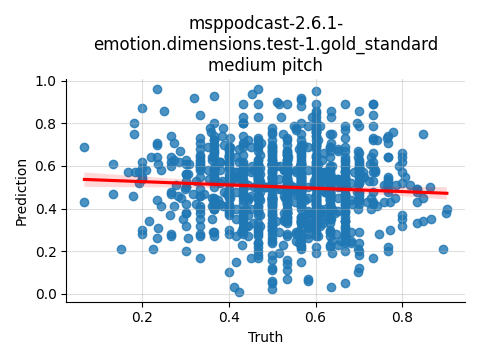 msppodcast-2.6.1-
emotion.dimensions.test-1.gold_standard
medium pitch
1.0
0.8
0.6
0.4
0.2
0.0
Prediction
0.2 0.4 0.6 0.8
Truth